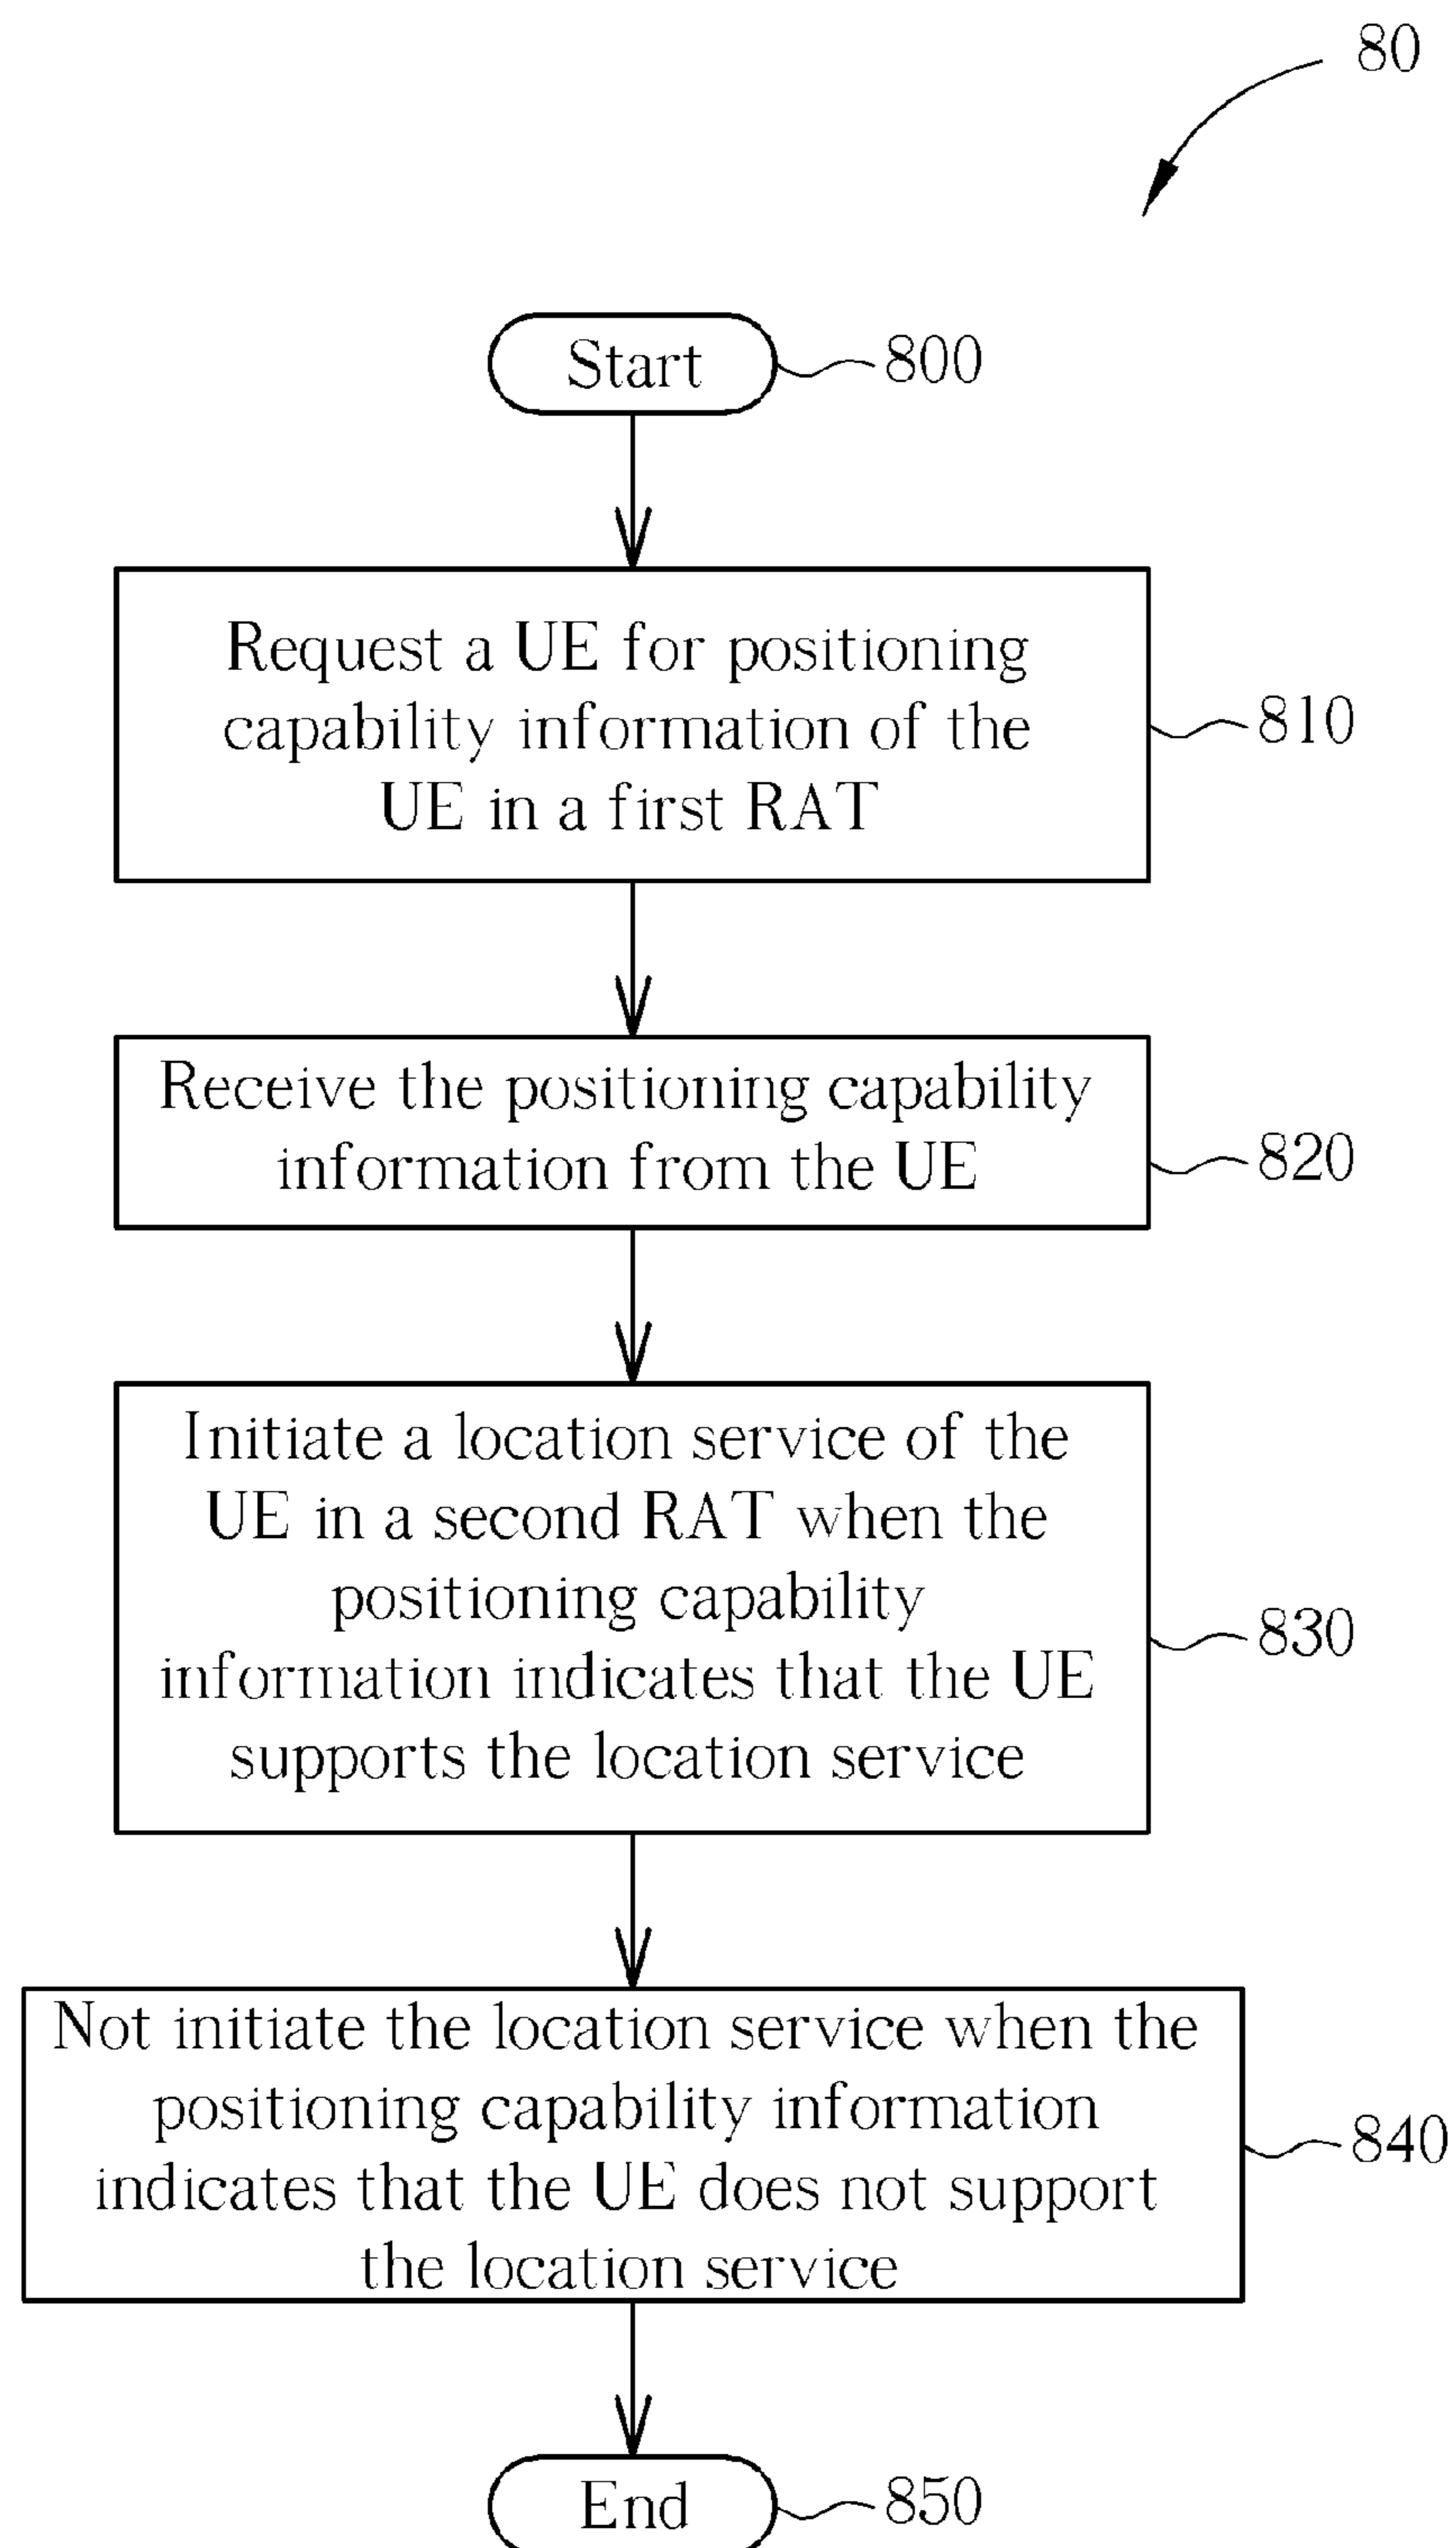 80
Start
800
Request a UE for positioning
capability information of the
UE in a first RAT
810
Receive the positioning capability
information from the UE
820
Initiate a location service of the
UE in a second RAT when the
positioning capability
information indicates that the UE
supports the location service
830
Not initiate the location service when the
positioning capability information
indicates that the UE does not support
the location service
840
End
850